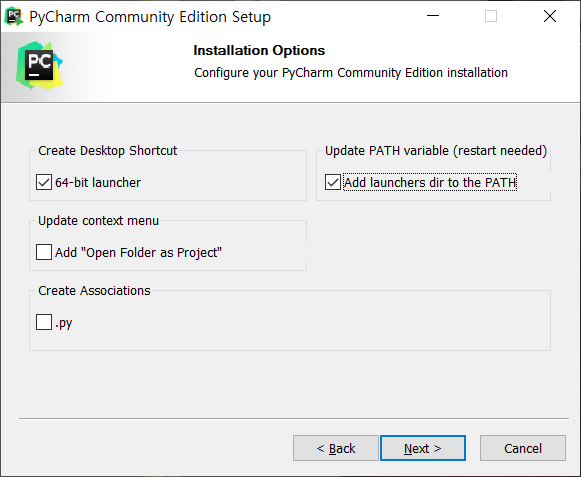 PyCharm Community Edition Setup
PC
Installation Options
Configure your PyCharm Community Edition installation
Create Desktop Shortcut
64-bit launcher
Update PATH variable (restart needed)
Add launchers dir to the PATH
Update context menu
Add "Open Folder as Project"
Create Associations
.py
< Back
Next >
Cancel